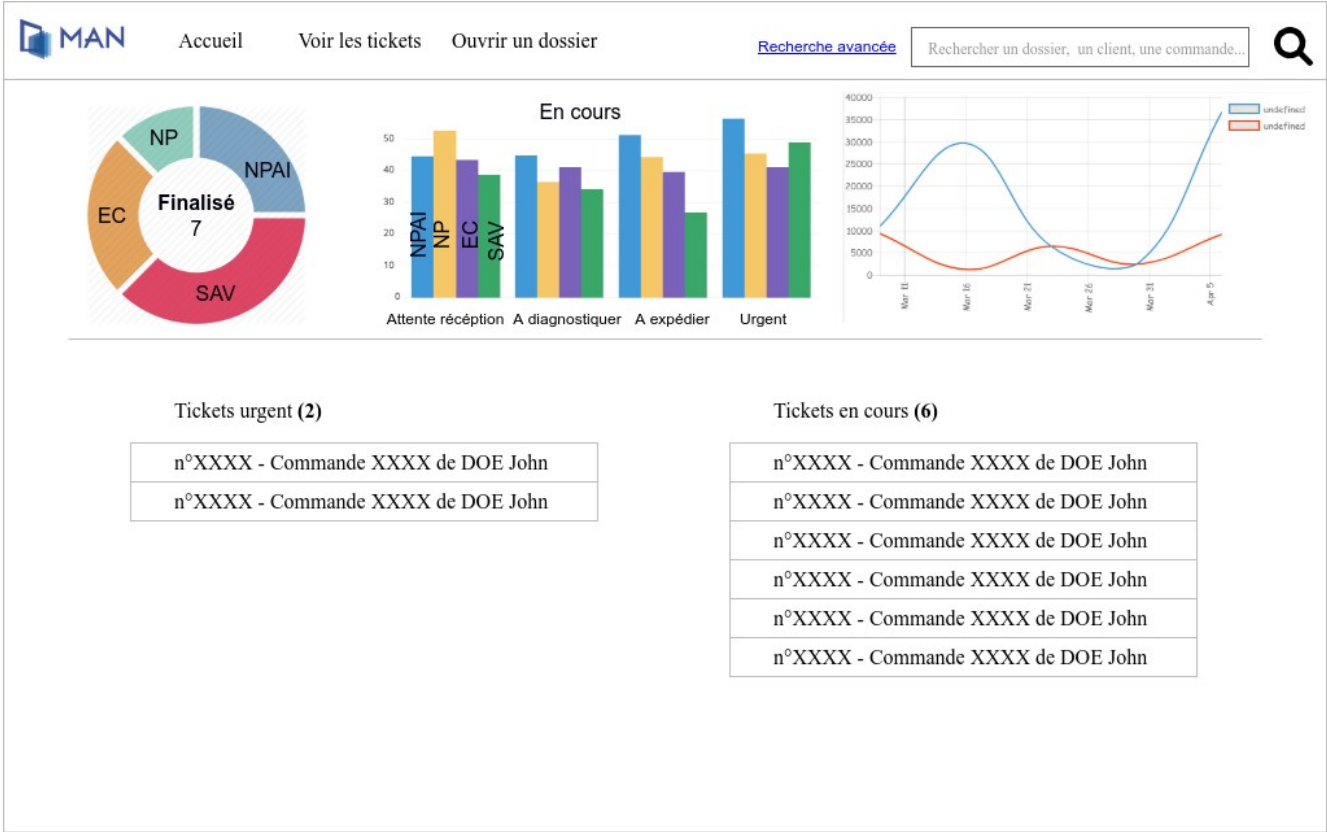 MAN
Accueil
Voir les tickets
Ouvrir un dossier
Recherche avancée
Rechercher un dossier, un client, une commande...
NP
NPAI
EC
Finalisé
7
SAV
En cours
50
40
30
20
10
0
NPAI
NP
EC
SAV
Attente récéption
A diagnostiquer
A expédier
Urgent
40000
35000
30000
25000
20000
15000
10000
5000
0
Mar 11
Mar 16
Mar 21
Mar 26
Mar 31
Apr 5
undefined
undefined
Tickets urgent (2)
n°XXXX - Commande XXXX de DOE John
n°XXXX - Commande XXXX de DOE John
Tickets en cours (6)
n°XXXX - Commande XXXX de DOE John
n°XXXX - Commande XXXX de DOE John
n°XXXX - Commande XXXX de DOE John
n°XXXX - Commande XXXX de DOE John
n°XXXX - Commande XXXX de DOE John
n°XXXX - Commande XXXX de DOE John